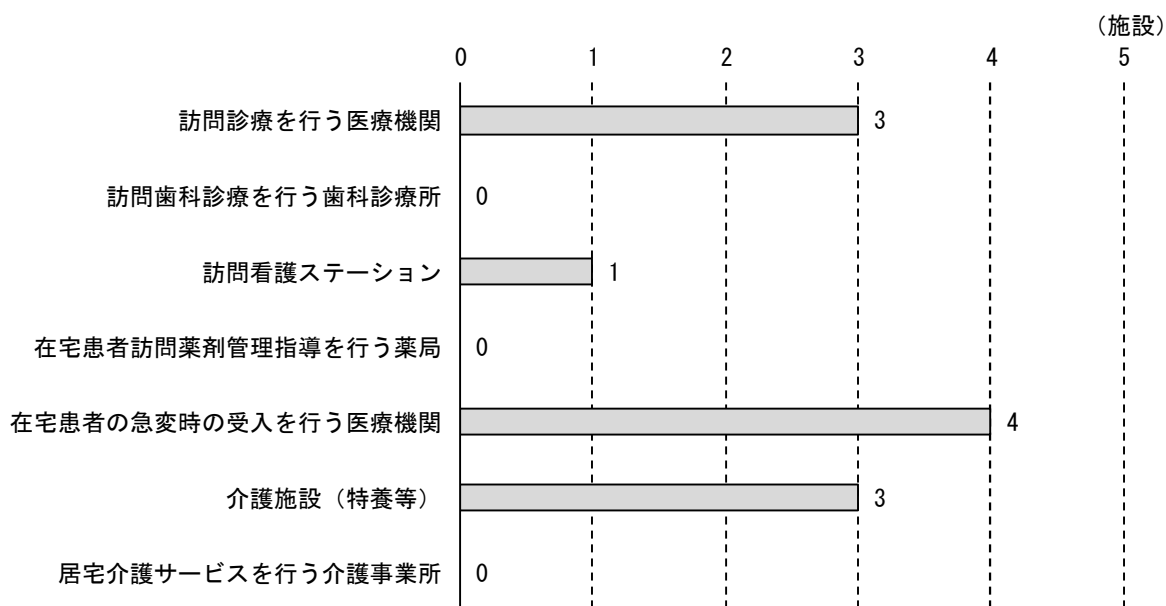 (施設)
0 1 2 3 4 5
訪問診療を行う医療機関 3
訪問歯科診療を行う歯科診療所 0
訪問看護ステーション 1
在宅患者訪問薬剤管理指導を行う薬局 0
在宅患者の急変時の受入を行う医療機関 4
介護施設（特養等） 3
居宅介護サービスを行う介護事業所 0